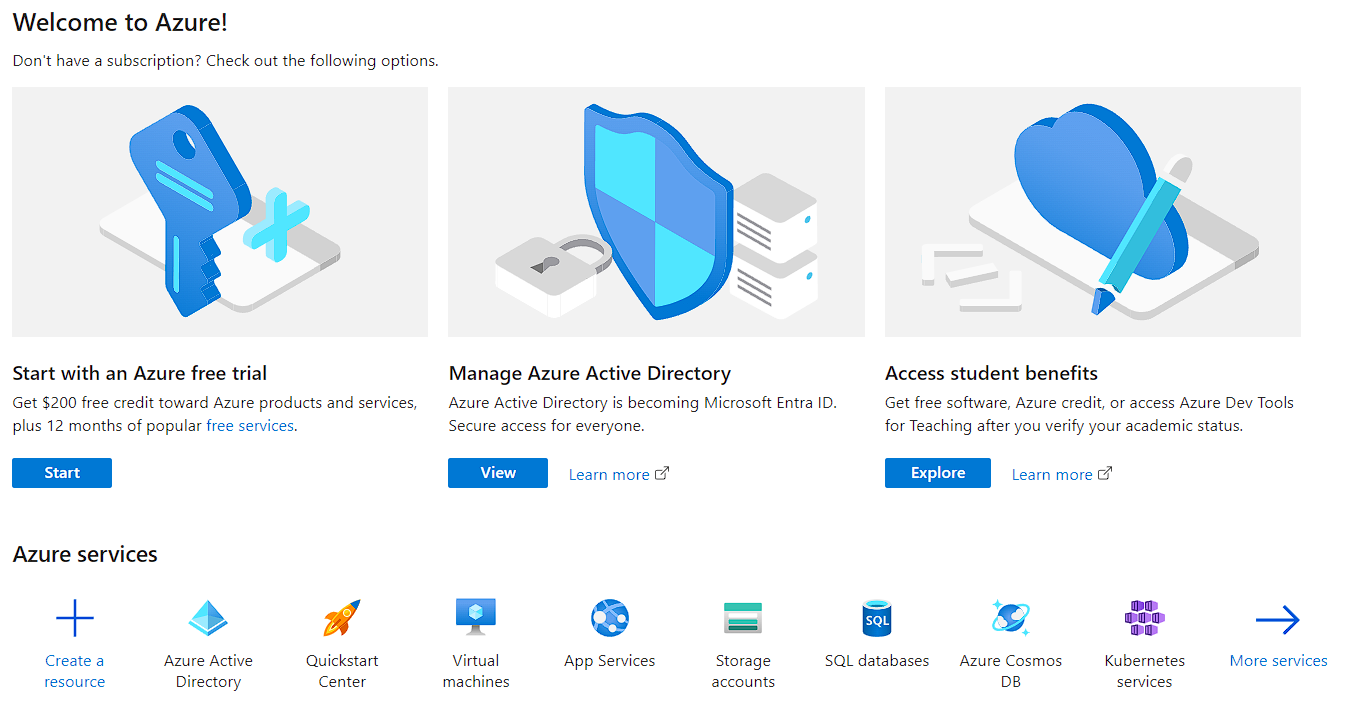 Welcome to Azure!
Don't have a subscription? Check out the following options.
Start with an Azure free trial
Get $200 free credit toward Azure products and services,
plus 12 months of popular free services.
Start
Manage Azure Active Directory
Azure Active Directory is becoming Microsoft Entra ID.
Secure access for everyone.
View
Learn more
Access student benefits
Get free software, Azure credit, or access Azure Dev Tools
for Teaching after you verify your academic status.
Explore
Learn more
Azure services
Create a
resource
Azure Active
Directory
Quickstart
Center
Virtual
machines
App Services
Storage
accounts
SQL
SQL databases
Azure Cosmos
DB
Kubernetes
services
More services